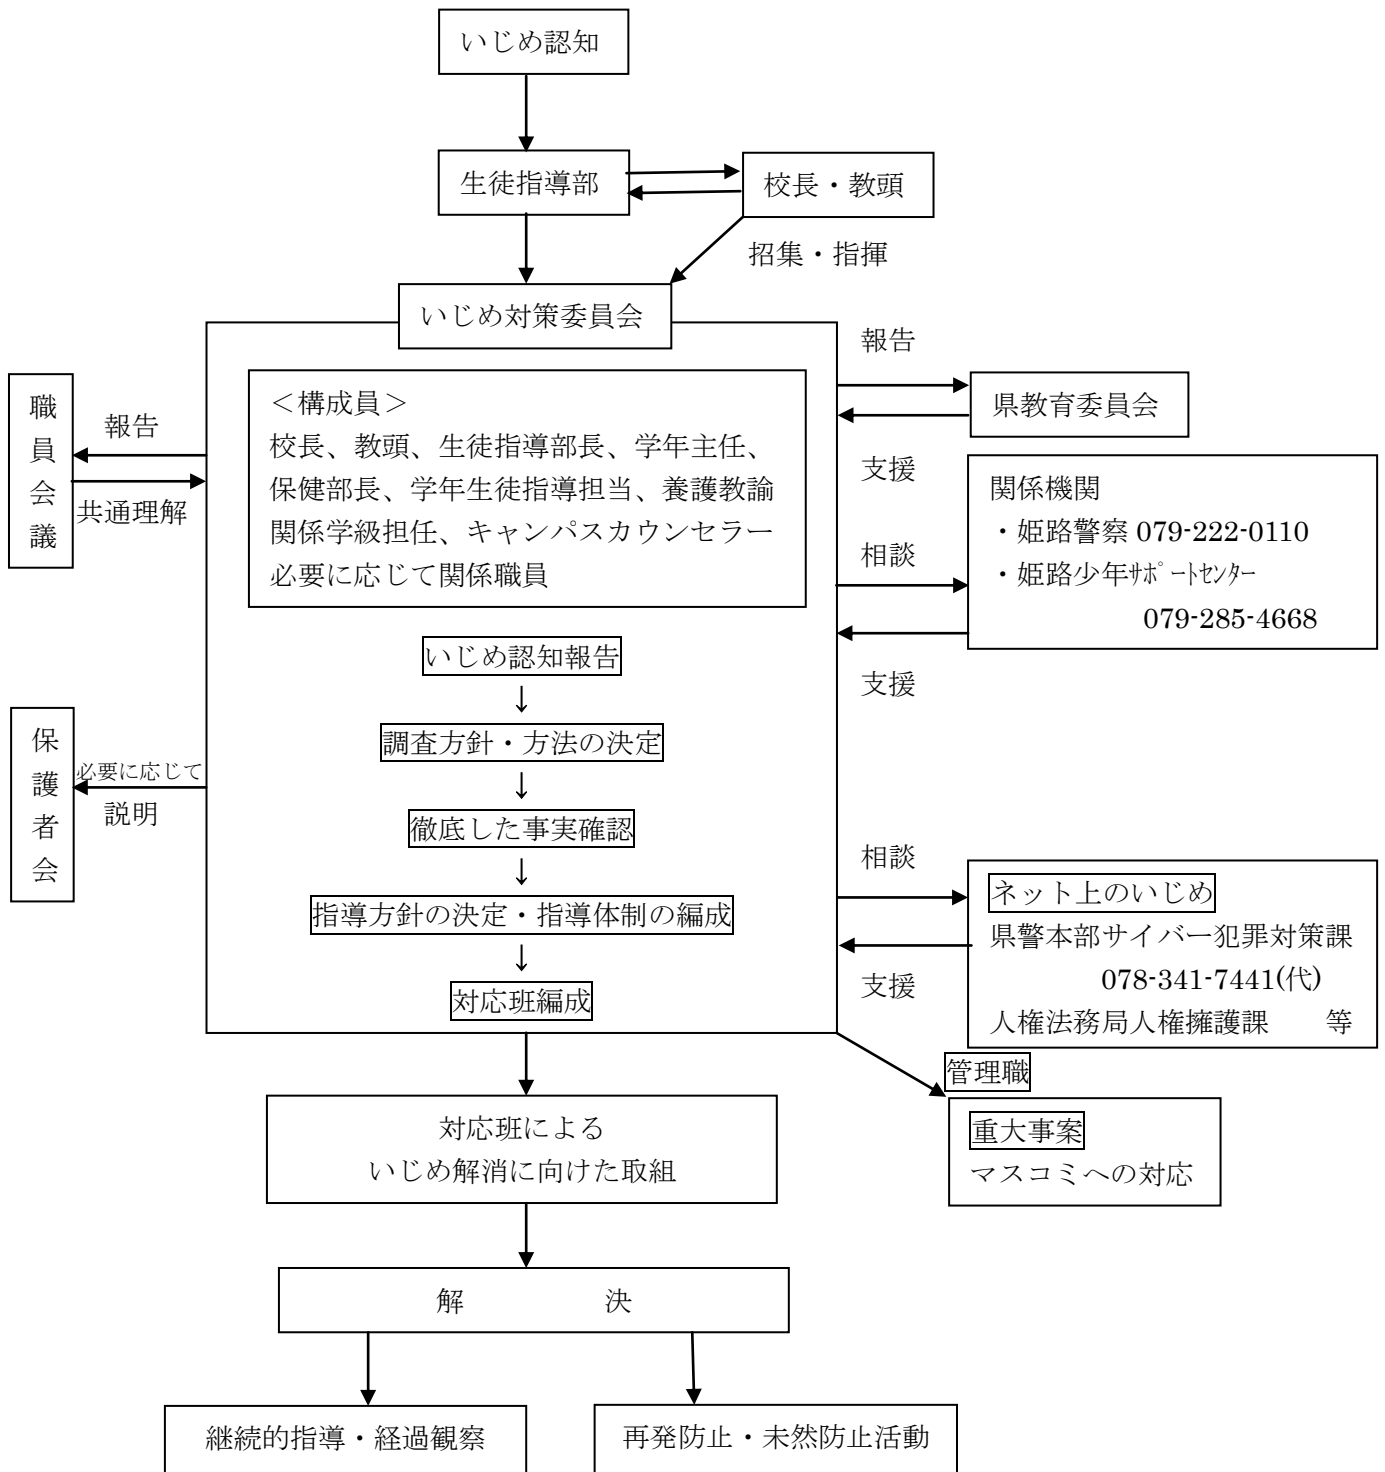 いじめ認知
生徒指導部
校長・教頭
招集・指揮
いじめ対策委員会
職員会議
報告
共通理解
＜構成員＞
校長、教頭、生徒指導部長、学年主任、
保健部長、学年生徒指導担当、養護教諭
関係学級担任、キャンパスカウンセラー
必要に応じて関係職員
報告
県教育委員会
支援
関係機関
・姫路警察 079-222-0110
・姫路少年ｻﾎﾟｰﾄｾﾝﾀｰ
079-285-4668
相談
支援
いじめ認知報告
↓
調査方針・方法の決定
↓
徹底した事実確認
↓
指導方針の決定・指導体制の編成
↓
対応班編成
保護者会
必要に応じて
説明
相談
支援
ネット上のいじめ
県警本部サイバー犯罪対策課
078-341-7441(代)
人権法務局人権擁護課　　等
管理職
重大事案
マスコミへの対応
対応班による
いじめ解消に向けた取組
解　　　　　決
継続的指導・経過観察
再発防止・未然防止活動